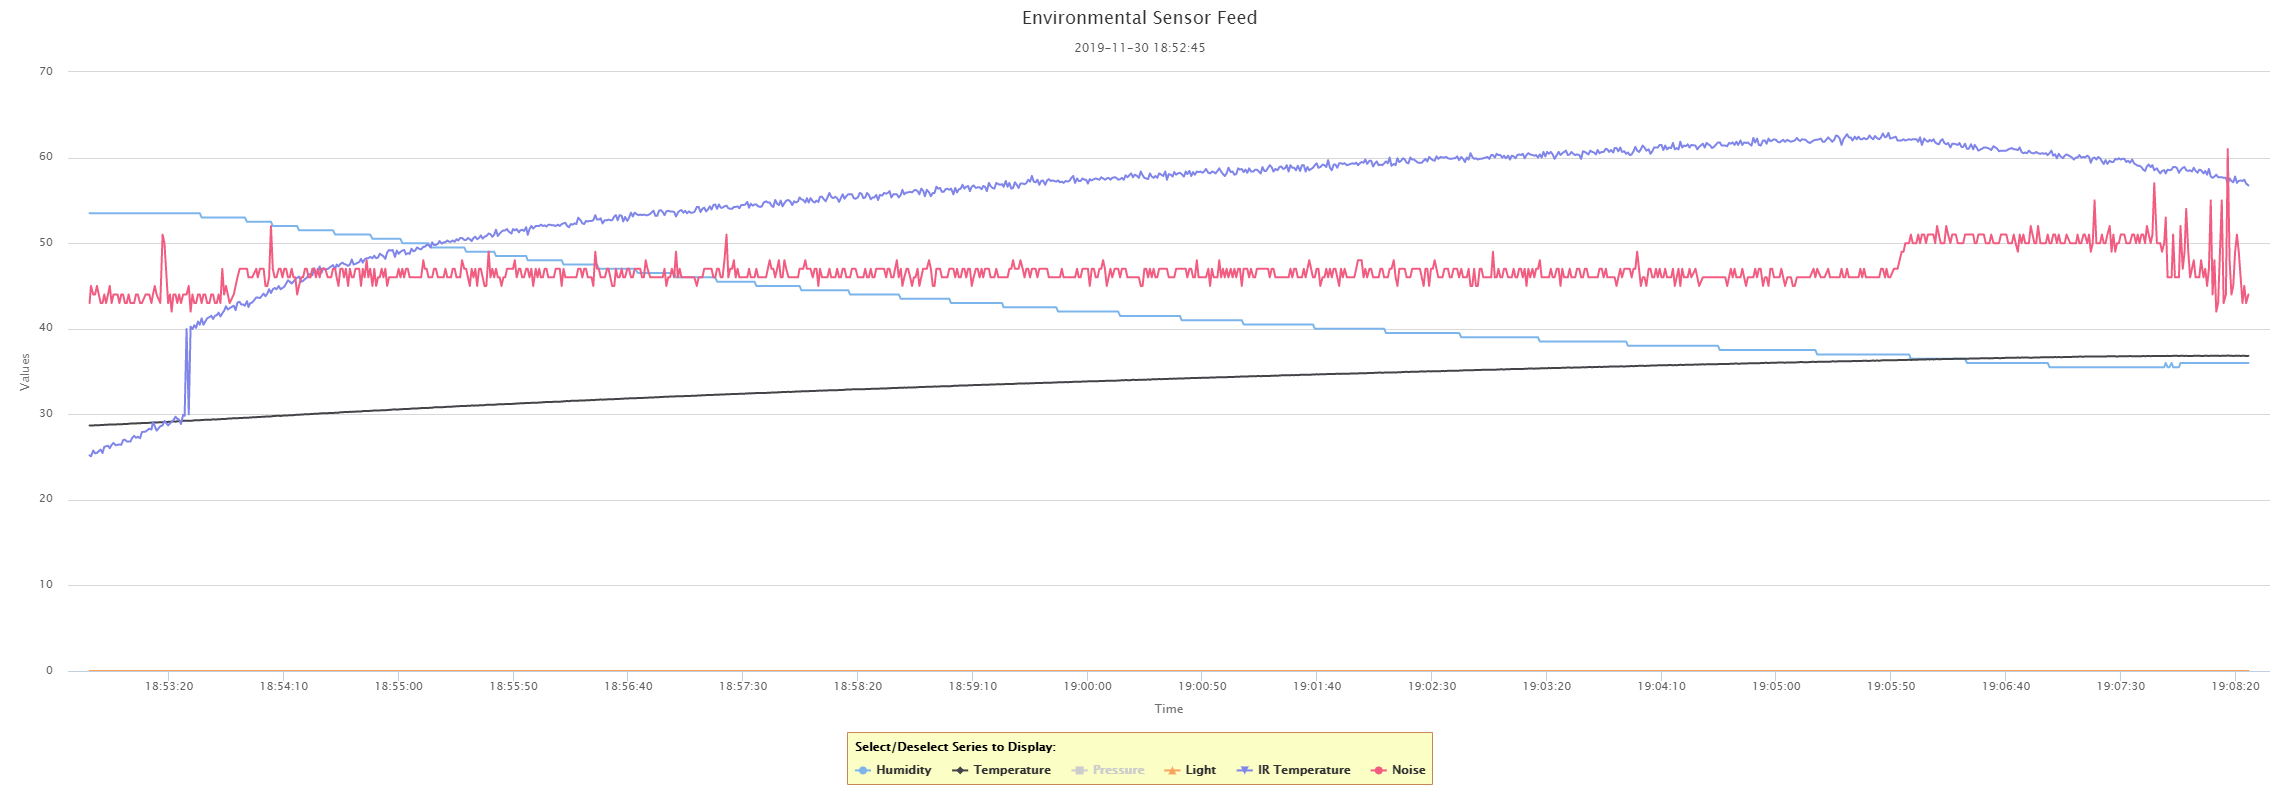 Environmental Sensor Feed
2019-11-30 18:52:45
70
60
50
40
30
20
10
0
Values
18:53:20 18:54:10 18:55:00 18:55:50 18:56:40 18:57:30 18:58:20 18:59:10 19:00:00 19:00:50 19:01:40 19:02:30 19:03:20 19:04:10 19:05:00 19:05:50 19:06:40 19:07:30 19:08:20
Time
Select/Deselect Series to Display:
Humidity Temperature Pressure Light IR Temperature Noise